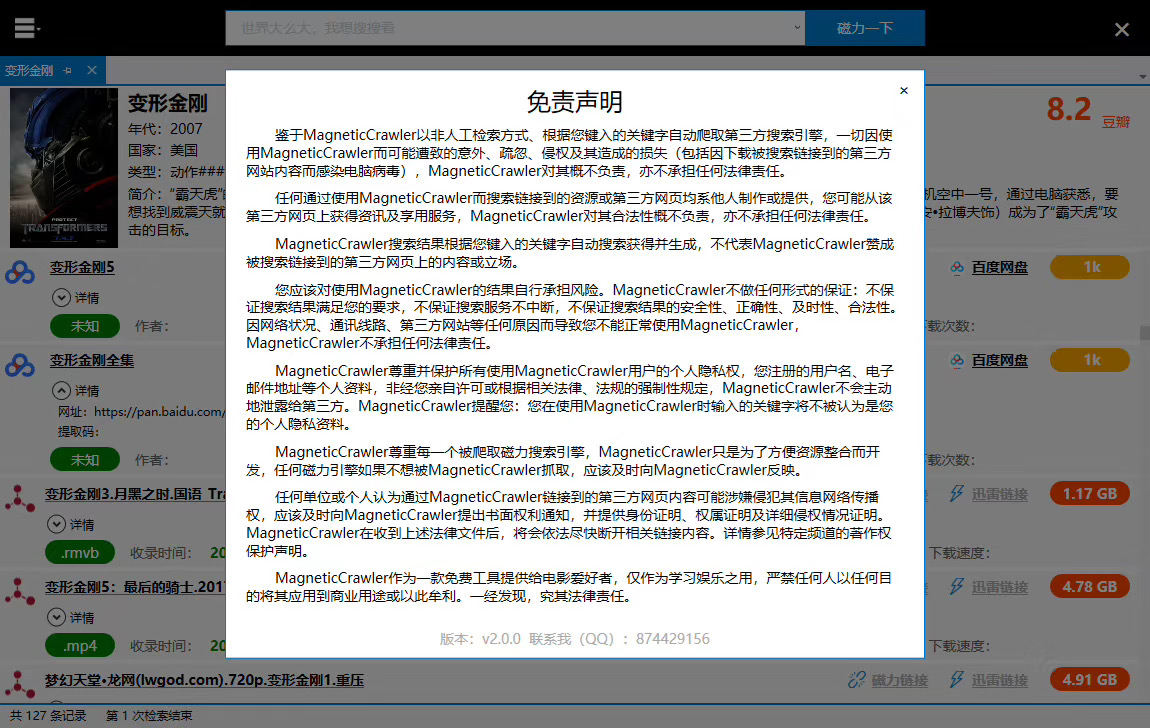 世界大么大，我想搜搜看
磁力一下
变形金刚
变形金刚
年代：2007
国家：美国
类型：动作###
简介：“霸天虎”
想找到威震天就
击的目标。
机空中一号，通过电脑获悉，要
拉博夫饰）成为了“霸天虎”攻
8.2 豆瓣
PROTECT
TRANSFORMERS
免责声明
鉴于MagneticCrawler以非人工检索方式、根据您键入的关键字自动爬取第三方搜索引擎，一切因使
用MagneticCrawler而可能遭致的意外、疏忽、侵权及其造成的损失（包括因下载被搜索链接到的第三方
网站内容而感染电脑病毒），MagneticCrawler对其概不负责，亦不承担任何法律责任。
任何通过使用MagneticCrawler而搜索链接到的资源或第三方网页均系他人制作或提供，您可能从该
第三方网页上获得资讯及享用服务，MagneticCrawler对其合法性概不负责，亦不承担任何法律责任。
MagneticCrawler搜索结果根据您键入的关键字自动搜索获得并生成，不代表MagneticCrawler赞成
被搜索链接到的第三方网页上的内容或立场。
您应该对使用MagneticCrawler的结果自行承担风险。MagneticCrawler不做任何形式的保证：不保
证搜索结果满足您的要求，不保证搜索服务不中断，不保证搜索结果的安全性、正确性、及时性、合法性。
因网络状况、通讯线路、第三方网站等任何原因而导致您不能正常使用MagneticCrawler，
MagneticCrawler不承担任何法律责任。
MagneticCrawler尊重并保护所有使用MagneticCrawler用户的个人隐私权，您注册的用户名、电子
邮件地址等个人资料，非经您亲自许可或根据相关法律、法规的强制性规定，MagneticCrawler不会主动
地泄露给第三方。MagneticCrawler提醒您：您在使用MagneticCrawler时输入的关键字将不被认为是您
的个人隐私资料。
MagneticCrawler尊重每一个被爬取磁力搜索引擎，MagneticCrawler只是为了方便资源整合而开
发，任何磁力引擎如果不想被MagneticCrawler抓取，应该及时向MagneticCrawler反映。
任何单位或个人认为通过MagneticCrawler链接到的第三方网页内容可能涉嫌侵犯其信息网络传播
权，应该及时向MagneticCrawler提出书面权利通知，并提供身份证明、权属证明及详细侵权情况证明。
MagneticCrawler在收到上述法律文件后，将会依法尽快断开相关链接内容。详情参见特定频道的著作权
保护声明。
MagneticCrawler作为一款免费工具提供给电影爱好者，仅作为学习娱乐之用，严禁任何人以任何目
的将其应用到商业用途或以此牟利。一经发现，究其法律责任。
版本：v2.0.0 联系我（QQ）：874429156
变形金刚5
百度网盘 1k
详情
未知 作者：
载次数：
变形金刚全集
百度网盘 1k
详情
网址：https://pan.baidu.com/
提取码：
未知 作者：
载次数：
变形金刚3.月黑之时.国语 Tra
迅雷链接 1.17 GB
详情
.rmvb 收录时间： 20
下载速度：
变形金刚5：最后的骑士.201
迅雷链接 4.78 GB
详情
.mp4 收录时间： 20
下载速度：
梦幻天堂•龙网(lwgod.com).720p.变形金刚1.重压
磁力链接 迅雷链接 4.91 GB
共 127 条记录 第 1 次检索结束